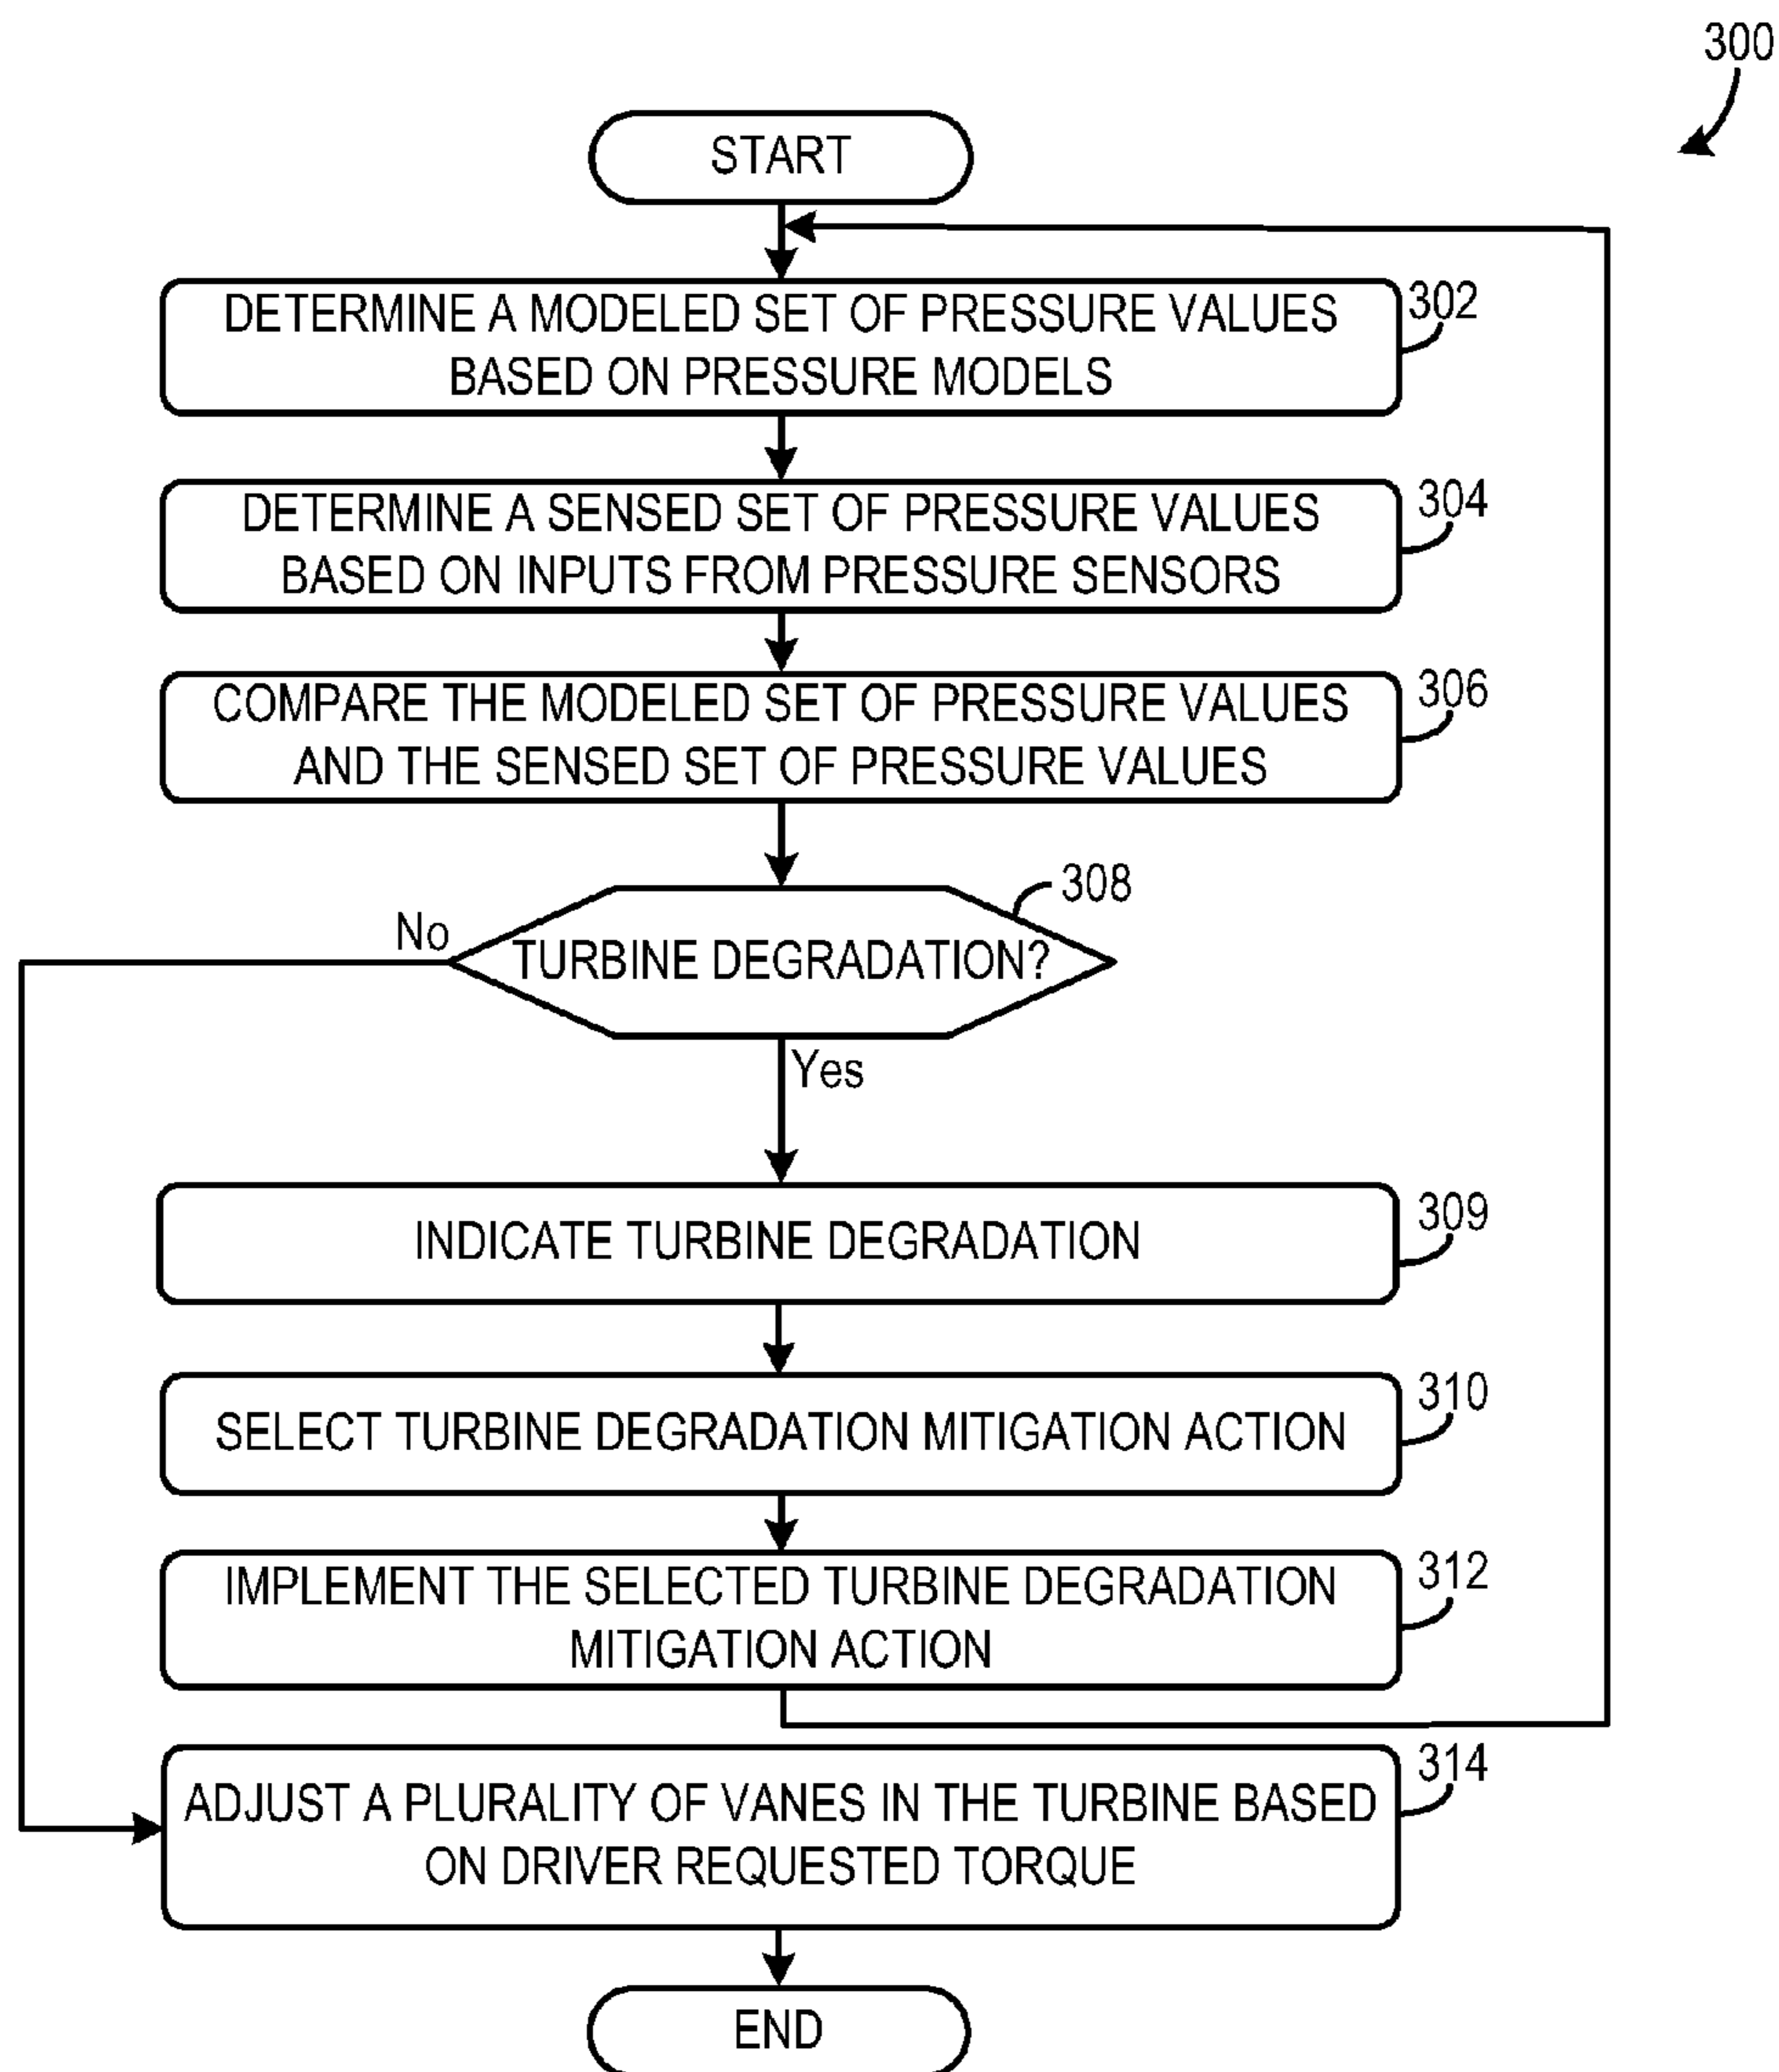 300
START
DETERMINE A MODELED SET OF PRESSURE VALUES
BASED ON PRESSURE MODELS
302
DETERMINE A SENSED SET OF PRESSURE VALUES
BASED ON INPUTS FROM PRESSURE SENSORS
304
COMPARE THE MODELED SET OF PRESSURE VALUES
AND THE SENSED SET OF PRESSURE VALUES
306
308
No
TURBINE DEGRADATION?
Yes
INDICATE TURBINE DEGRADATION
309
SELECT TURBINE DEGRADATION MITIGATION ACTION
310
IMPLEMENT THE SELECTED TURBINE DEGRADATION
MITIGATION ACTION
312
ADJUST A PLURALITY OF VANES IN THE TURBINE BASED
ON DRIVER REQUESTED TORQUE
314
END